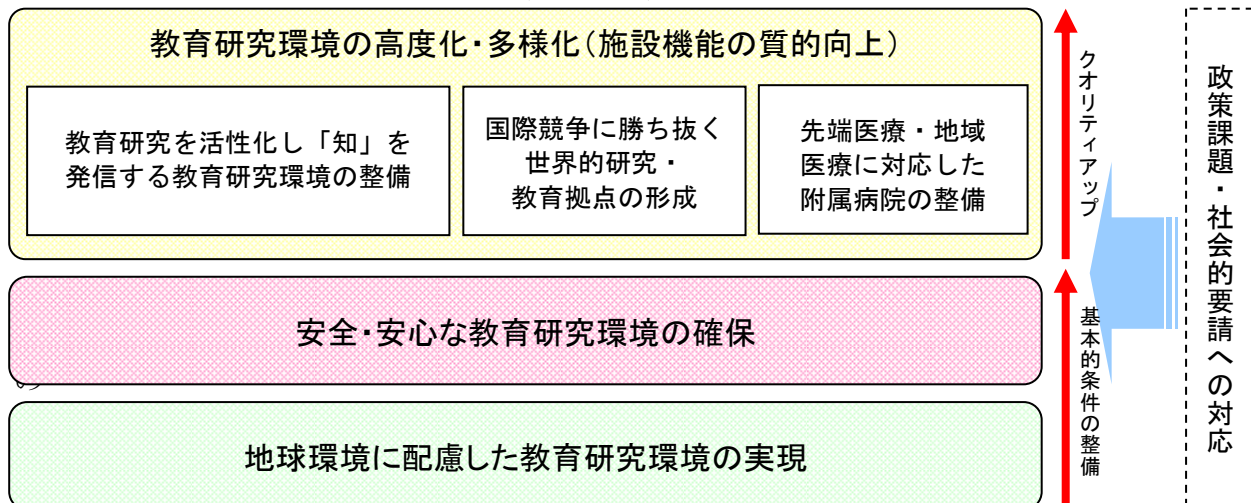 教育研究環境の高度化・多様化（施設機能の質的向上）
教育研究を活性化し「知」を
発信する教育研究環境の整備
国際競争に勝ち抜く
世界的研究・
教育拠点の形成
先端医療・地域
医療に対応した
附属病院の整備
安全・安心な教育研究環境の確保
地球環境に配慮した教育研究環境の実現
クオリティアップ
基本的条件の整備
政策課題・社会的要請への対応